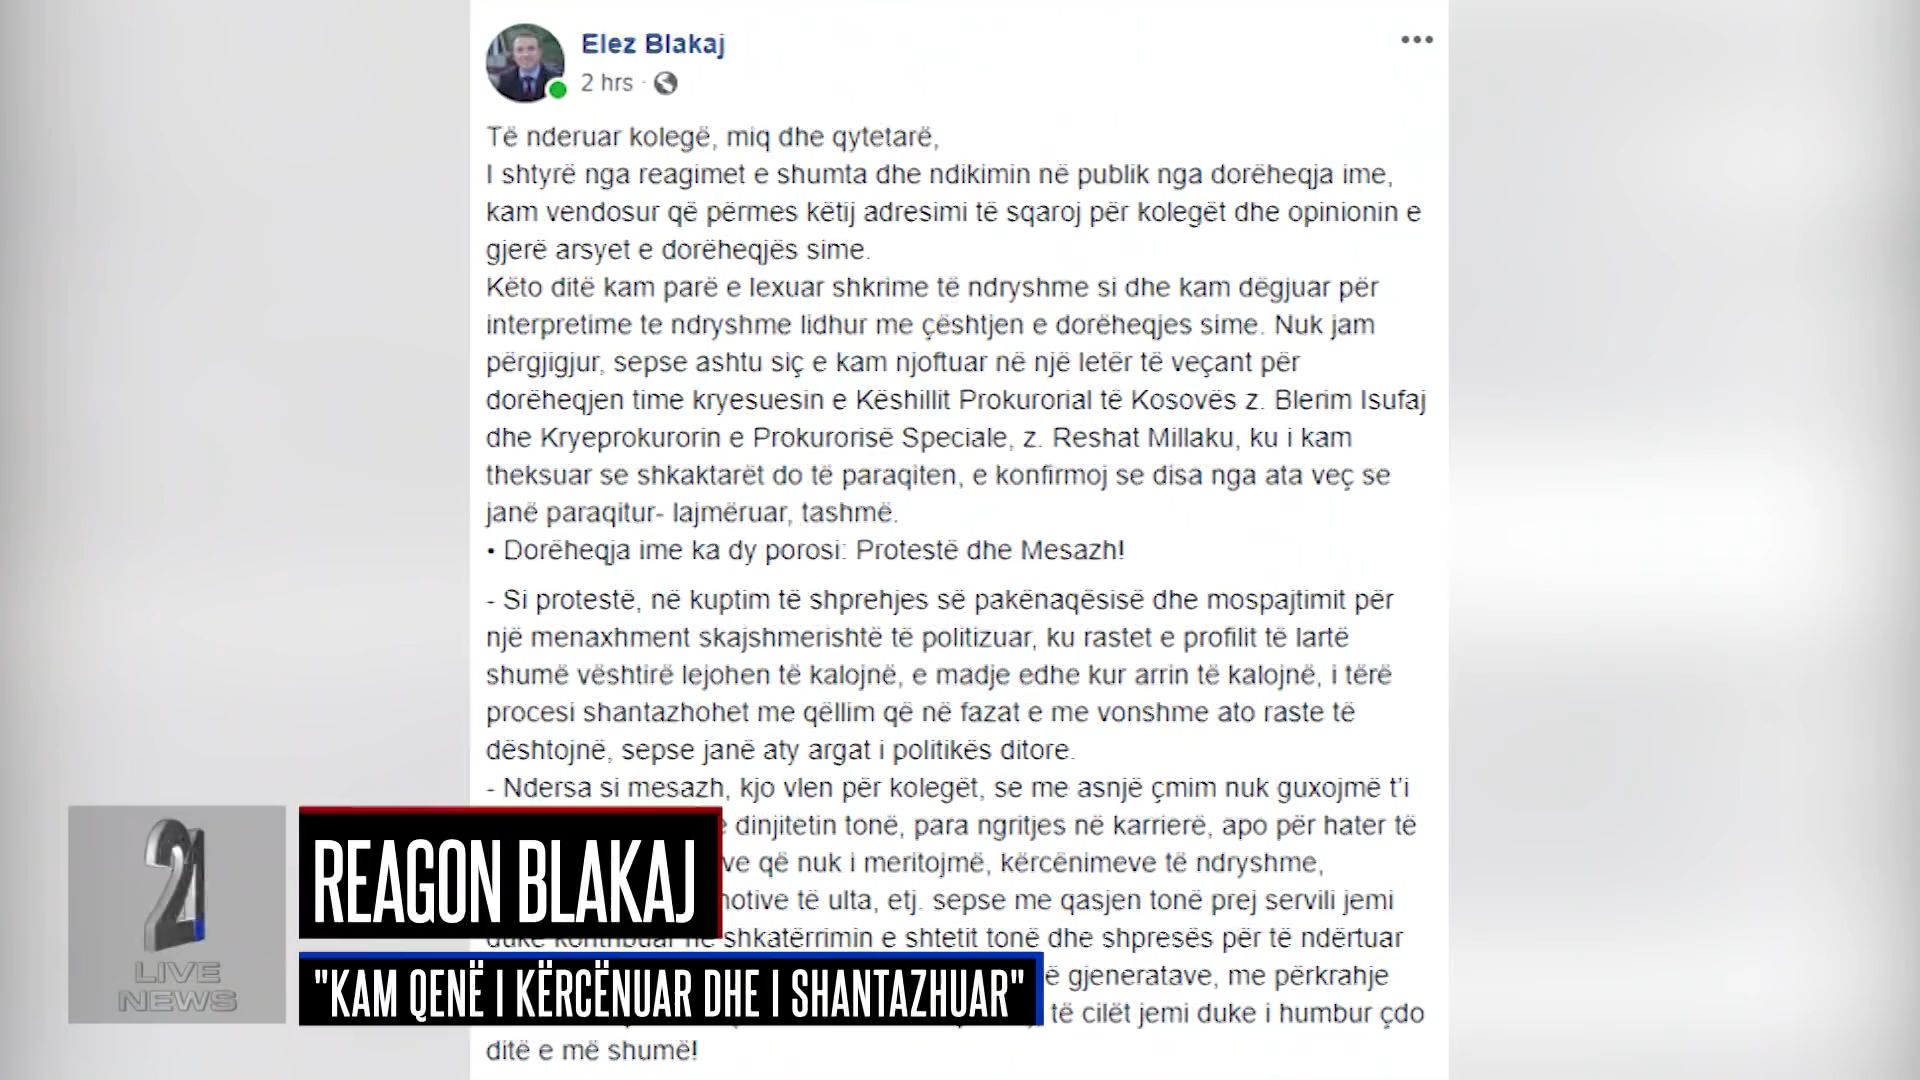 Elez Blakaj
2 hrs ·
Të nderuar kolegë, miq dhe qytetarë,
I shtyrë nga reagimet e shumta dhe ndikimin në publik nga dorëheqja ime,
kam vendosur që përmes këtij adresimi të sqaroj për kolegët dhe opinionin e
gjerë arsyet e dorëheqjës sime.
Këto ditë kam parë e lexuar shkrime të ndryshme si dhe kam dëgjuar për
interpretime te ndryshme lidhur me çështjen e dorëheqjes sime. Nuk jam
përgjigjur, sepse ashtu siç e kam njoftuar në një letër të veçant për
dorëheqjen time kryesuesin e Këshillit Prokurorial të Kosovës z. Blerim Isufaj
dhe Kryeprokurorin e Prokurorisë Speciale, z. Reshat Millaku, ku i kam
theksuar se shkaktarët do të paraqiten, e konfirmoj se disa nga ata veç se
janë paraqitur- lajmëruar, tashmë.
• Dorëheqja ime ka dy porosi: Protestë dhe Mesazh!
- Si protestë, në kuptim të shprehjes së pakënaqësisë dhe mospajtimit për
një menaxhment skajshmerishtë të politizuar, ku rastet e profilit të lartë
shumë vështirë lejohen të kalojnë, e madje edhe kur arrin të kalojnë, i tërë
procesi shantazhohet me qëllim që në fazat e me vonshme ato raste të
dështojnë, sepse janë aty argat i politikës ditore.
- Ndersa si mesazh, kjo vlen për kolegët, se me asnjë çmim nuk guxojmë t'i
dinjitetin tonë, para ngritjes në karrierë, apo për hater të
që nuk i meritojmë, kërcënimeve të ndryshme,
të ulta, etj. sepse me qasjen tonë prej servili jemi
duke kontribuar në shkatërrimin e shtetit tonë dhe shpresës për të ndërtuar
gjeneratave, me përkrahje
të cilët jemi duke i humbur çdo
ditë e më shumë!
21
LIVE
NEWS
REAGON BLAKAJ
"KAM QENË I KËRCËNUAR DHE I SHANTAZHUAR"